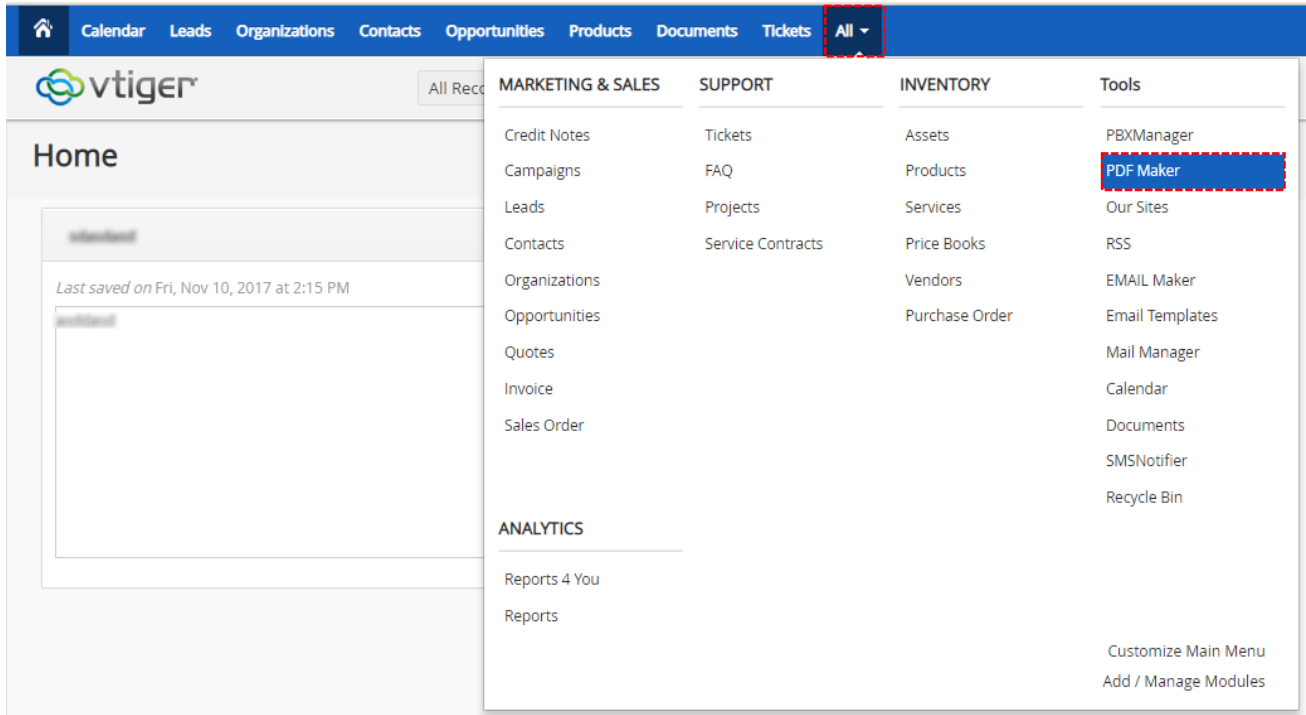 Calendar Leads Organizations Contacts Opportunities Products Documents Tickets All
vtiger
All Reco
Home
Last saved on Fri, Nov 10, 2017 at 2:15 PM
MARKETING & SALES
Credit Notes
Campaigns
Leads
Contacts
Organizations
Opportunities
Quotes
Invoice
Sales Order
ANALYTICS
Reports 4 You
Reports
SUPPORT
Tickets
FAQ
Projects
Service Contracts
INVENTORY
Assets
Products
Services
Price Books
Vendors
Purchase Order
Tools
PBXManager
PDF Maker
Our Sites
RSS
EMAIL Maker
Email Templates
Mail Manager
Calendar
Documents
SMSNotifier
Recycle Bin
Customize Main Menu
Add / Manage Modules